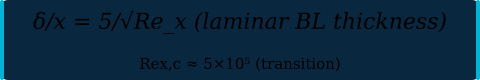 δ/x = 5/√Re_x (laminar BL thickness)
Rex,c ≈ 5×10⁵ (transition)